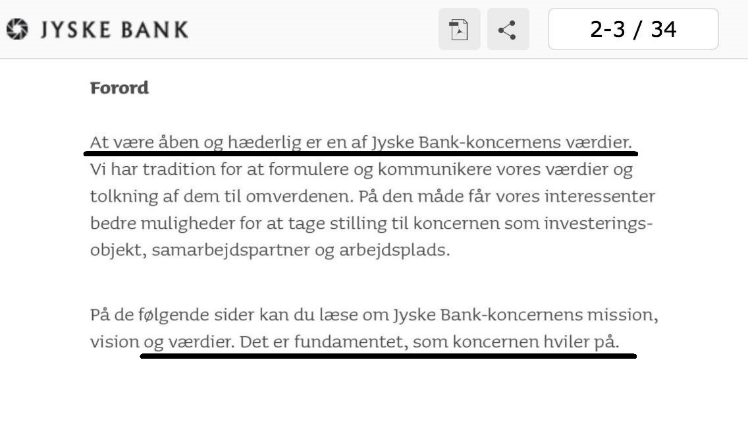 JYSKE BANK
2-3 / 34
Forord
At være åben og hæderlig er en af Jyske Bank-koncernens værdier.
Vi har tradition for at formulere og kommunikere vores værdier og
tolkning af dem til omverdenen. På den måde får vores interessenter
bedre muligheder for at tage stilling til koncernen som investerings-
objekt, samarbejdspartner og arbejdsplads.
På de følgende sider kan du læse om Jyske Bank-koncernens mission,
vision og værdier. Det er fundamentet, som koncernen hviler på.